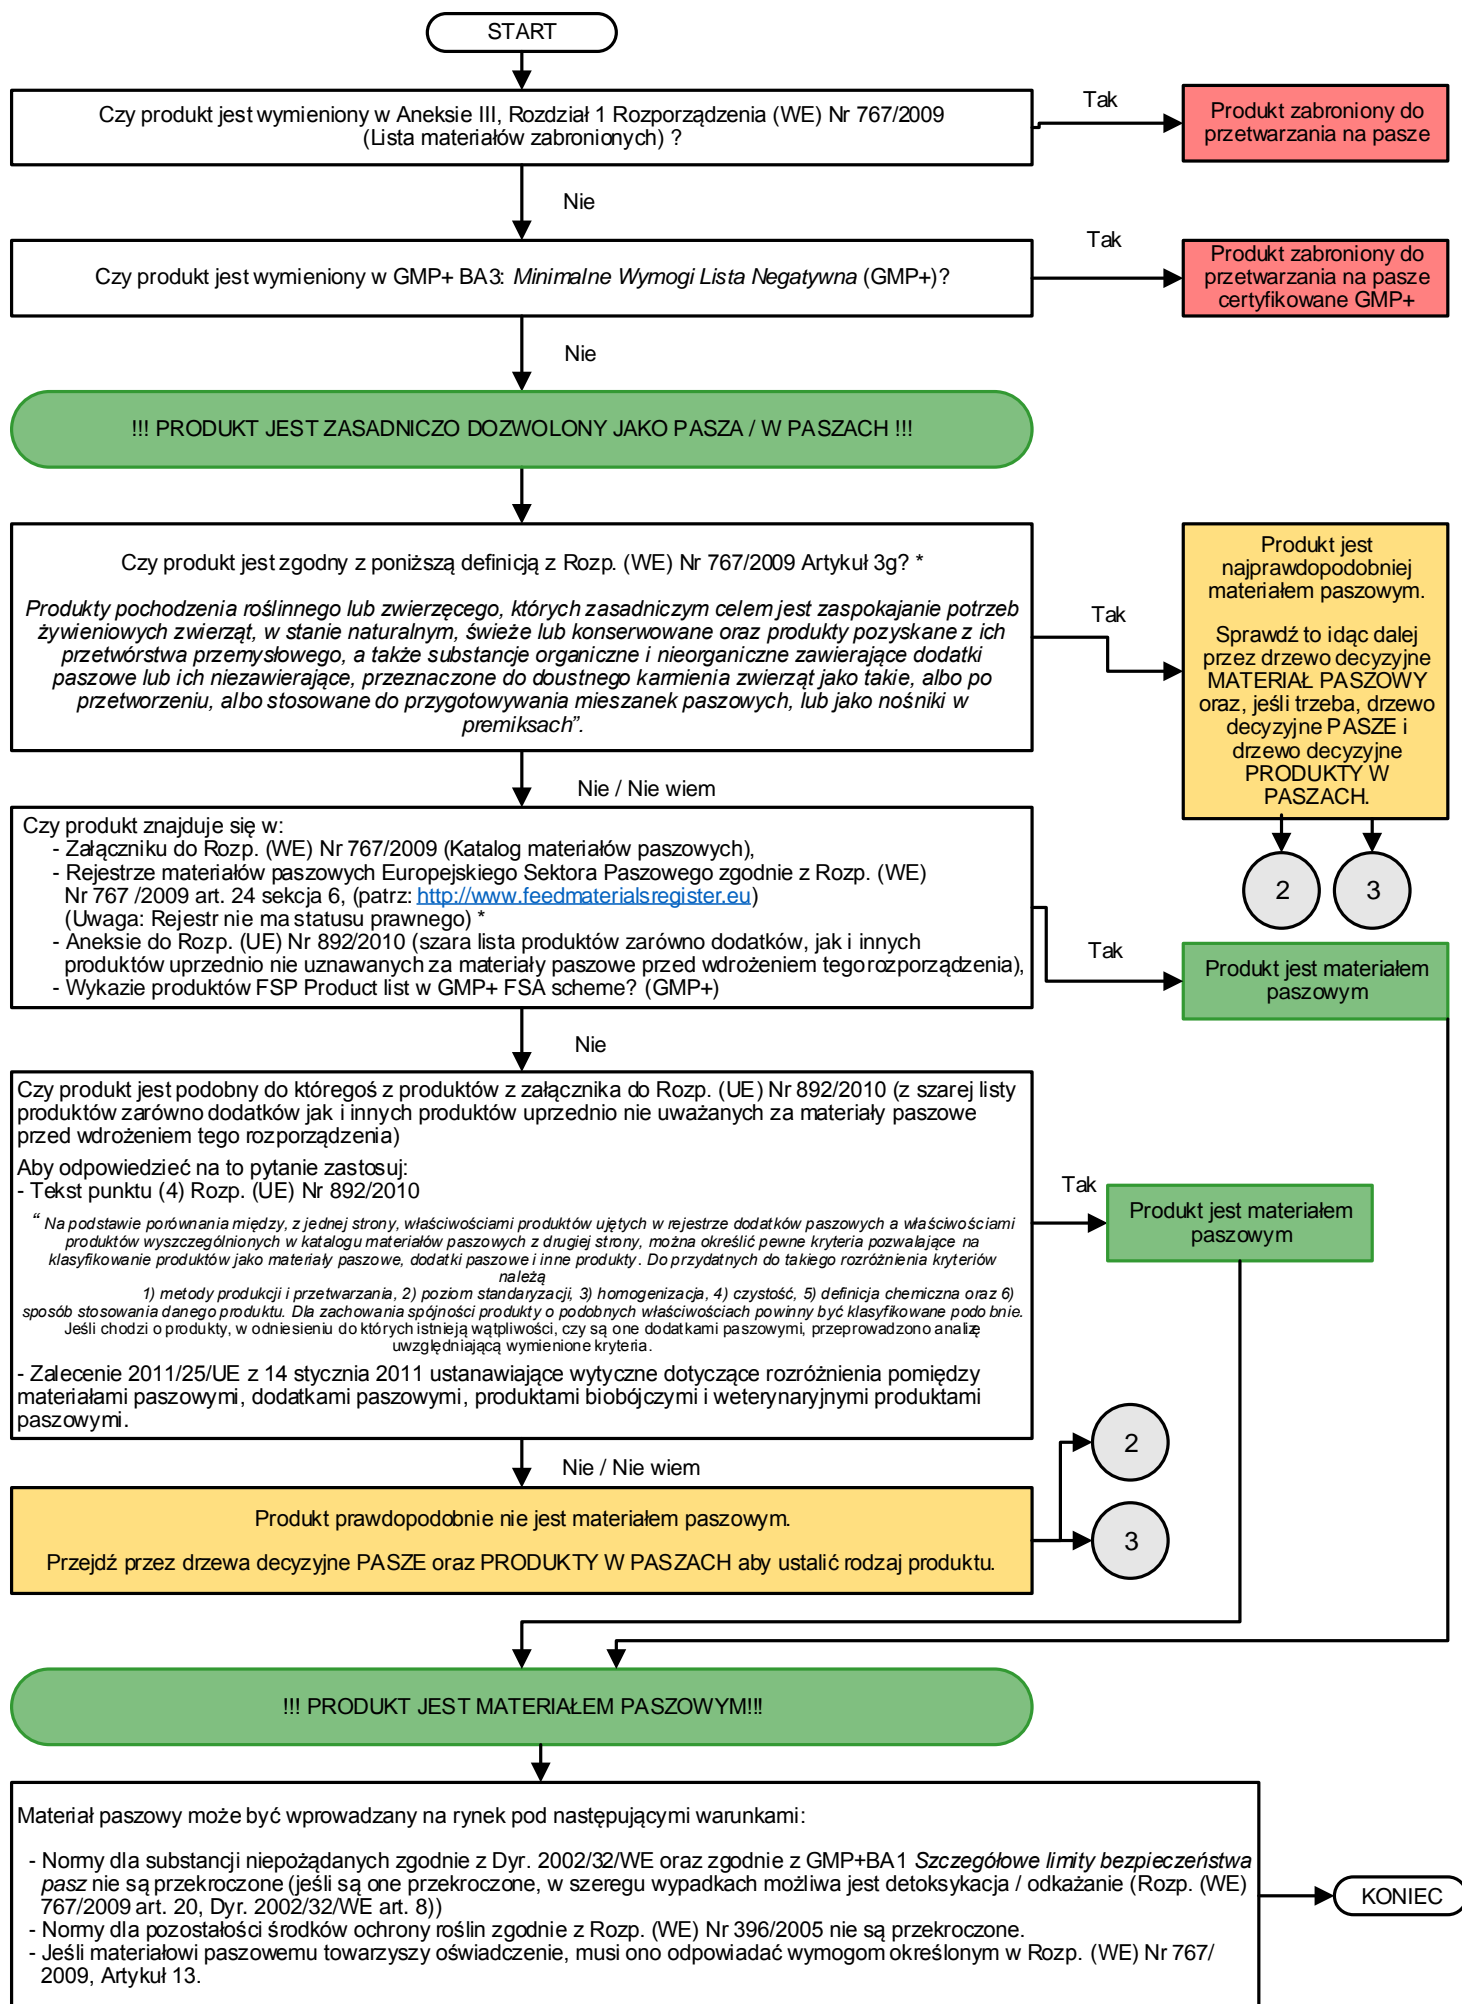 START
Czy produkt jest wymieniony w Aneksie III, Rozdział 1 Rozporządzenia (WE) Nr 767/2009
(Lista materiałów zabronionych) ?
Tak
Produkt zabroniony do
przetwarzania na pasze
Nie
Czy produkt jest wymieniony w GMP+ BA3: Minimalne Wymogi Lista Negatywna (GMP+)?
Tak
Produkt zabroniony do
przetwarzania na pasze
certyfikowane GMP+
Nie
!!! PRODUKT JEST ZASADNICZO DOZWOLONY JAKO PASZA / W PASZACH !!!
Czy produkt jest zgodny z poniższą definicją z Rozp. (WE) Nr 767/2009 Artykuł 3g? *
Produkty pochodzenia roślinnego lub zwierzęcego, których zasadniczym celem jest zaspokajanie potrzeb
żywieniowych zwierząt, w stanie naturalnym, świeże lub konserwowane oraz produkty pozyskane z ich
przetwórstwa przemysłowego, a także substancje organiczne i nieorganiczne zawierające dodatki
paszowe lub ich niezawierające, przeznaczone do doustnego karmienia zwierząt jako takie, albo po
przetworzeniu, albo stosowane do przygotowywania mieszanek paszowych, lub jako nośniki w
premiksach”.
Tak
Produkt jest
najprawdopodobniej
materiałem paszowym.
Sprawdź to idąc dalej
przez drzewo decyzyjne
MATERIAŁ PASZOWY
oraz, jeśli trzeba, drzewo
decyzyjne PASZE i
drzewo decyzyjne
PRODUKTY W
PASZACH.
2
3
Nie / Nie wiem
Czy produkt znajduje się w:
- Załączniku do Rozp. (WE) Nr 767/2009 (Katalog materiałów paszowych),
- Rejestrze materiałów paszowych Europejskiego Sektora Paszowego zgodnie z Rozp. (WE)
Nr 767 /2009 art. 24 sekcja 6, (patrz: http://www.feedmaterialsregister.eu)
(Uwaga: Rejestr nie ma statusu prawnego) *
- Aneksie do Rozp. (UE) Nr 892/2010 (szara lista produktów zarówno dodatków, jak i innych
produktów uprzednio nie uznawanych za materiały paszowe przed wdrożeniem tego rozporządzenia),
- Wykazie produktów FSP Product list w GMP+ FSA scheme? (GMP+)
Tak
Produkt jest materiałem
paszowym
Nie
Czy produkt jest podobny do któregoś z produktów z załącznika do Rozp. (UE) Nr 892/2010 (z szarej listy
produktów zarówno dodatków jak i innych produktów uprzednio nie uważanych za materiały paszowe
przed wdrożeniem tego rozporządzenia)
Aby odpowiedzieć na to pytanie zastosuj:
- Tekst punktu (4) Rozp. (UE) Nr 892/2010
“ Na podstawie porównania między, z jednej strony, właściwościami produktów ujętych w rejestrze dodatków paszowych a właściwościami
produktów wyszczególnionych w katalogu materiałów paszowych z drugiej strony, można określić pewne kryteria pozwalające na
klasyfikowanie produktów jako materiały paszowe, dodatki paszowe i inne produkty. Do przydatnych do takiego rozróżnienia kryteriów
należą
1) metody produkcji i przetwarzania, 2) poziom standaryzacji, 3) homogenizacja, 4) czystość, 5) definicja chemiczna oraz 6)
sposób stosowania danego produktu. Dla zachowania spójności produkty o podobnych właściwościach powinny być klasyfikowane podo bnie.
Jeśli chodzi o produkty, w odniesieniu do których istnieją wątpliwości, czy są one dodatkami paszowymi, przeprowadzono analizę
uwzględniającą wymienione kryteria.
- Zalecenie 2011/25/UE z 14 stycznia 2011 ustanawiające wytyczne dotyczące rozróżnienia pomiędzy
materiałami paszowymi, dodatkami paszowymi, produktami biobójczymi i weterynaryjnymi produktami
paszowymi.
Tak
Produkt jest materiałem
paszowym
Nie / Nie wiem
2
3
Produkt prawdopodobnie nie jest materiałem paszowym.
Przejdź przez drzewa decyzyjne PASZE oraz PRODUKTY W PASZACH aby ustalić rodzaj produktu.
!!! PRODUKT JEST MATERIAŁEM PASZOWYM!!!
Materiał paszowy może być wprowadzany na rynek pod następującymi warunkami:
- Normy dla substancji niepożądanych zgodnie z Dyr. 2002/32/WE oraz zgodnie z GMP+BA1 Szczegółowe limity bezpieczeństwa
pasz nie są przekroczone (jeśli są one przekroczone, w szeregu wypadkach możliwa jest detoksykacja / odkażanie (Rozp. (WE)
767/2009 art. 20, Dyr. 2002/32/WE art. 8))
- Normy dla pozostałości środków ochrony roślin zgodnie z Rozp. (WE) Nr 396/2005 nie są przekroczone.
- Jeśli materiałowi paszowemu towarzyszy oświadczenie, musi ono odpowiadać wymogom określonym w Rozp. (WE) Nr 767/
2009, Artykuł 13.
KONIEC